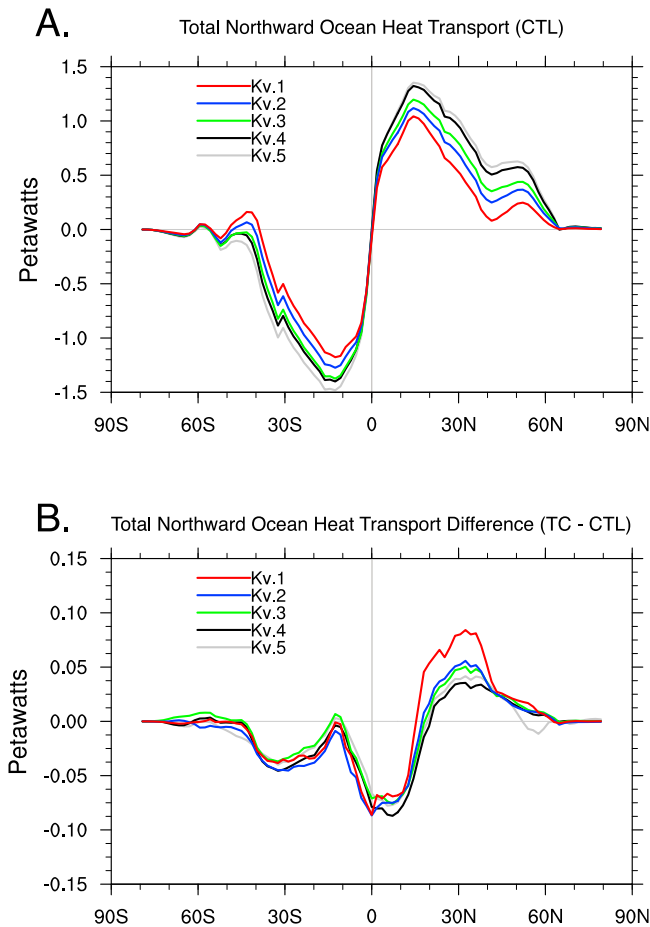 A.
Total Northward Ocean Heat Transport (CTL)
1.5
1.0
0.5
0.0
-0.5
-1.0
-1.5
Petawatts
Kv.1
Kv.2
Kv.3
Kv.4
Kv.5
90S 60S 30S 0 30N 60N 90N
B.
Total Northward Ocean Heat Transport Difference (TC - CTL)
0.15
0.10
0.05
0.00
-0.05
-0.10
-0.15
Petawatts
Kv.1
Kv.2
Kv.3
Kv.4
Kv.5
90S 60S 30S 0 30N 60N 90N